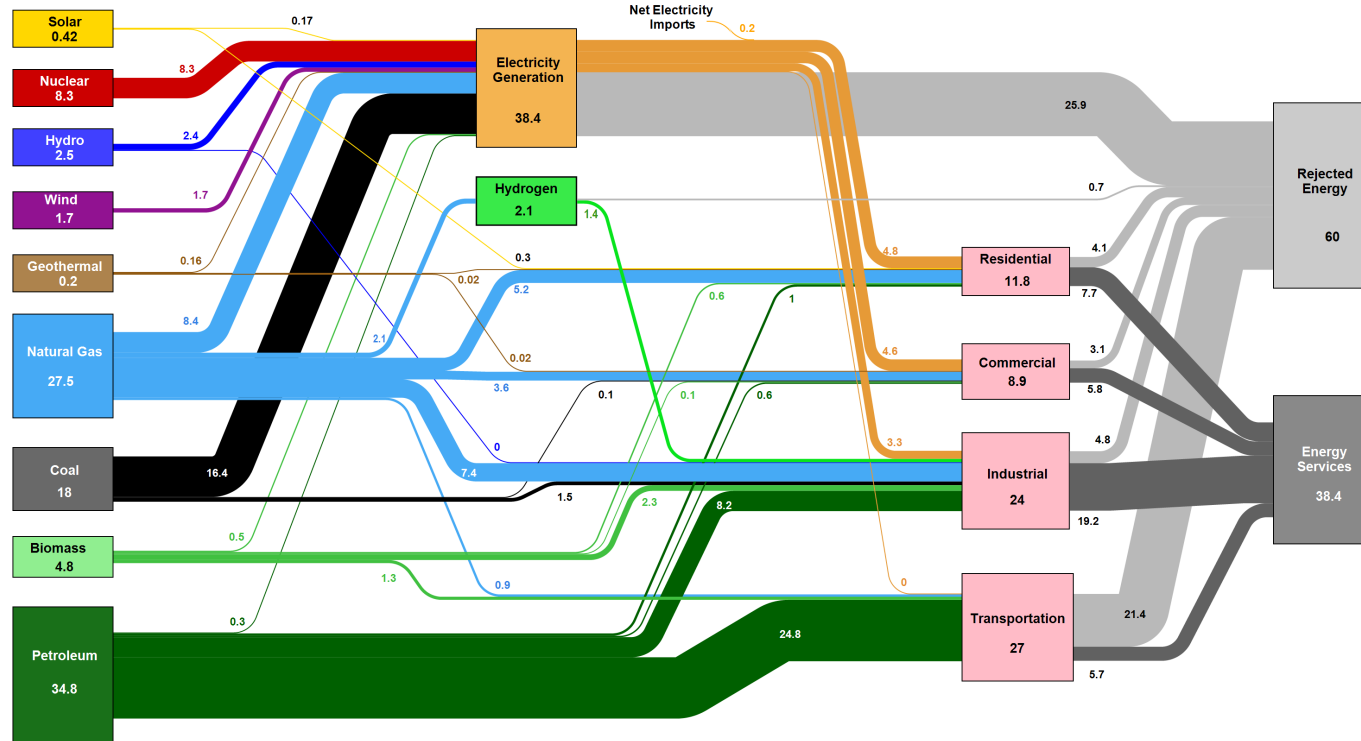 Solar
0.42
0.17
Net Electricity
Imports
0.2
Nuclear
8.3
8.3
Electricity
Generation
38.4
25.9
Hydro
2.5
2.4
Rejected
Energy
60
Wind
1.7
1.7
Hydrogen
2.1
1.4
0.7
Geothermal
0.2
0.16
0.02
0.3
5.2
0.6
1
4.8
Residential
11.8
4.1
7.7
Natural Gas
27.5
8.4
2.1
0.02
3.6
0.1
0.1
0.6
4.6
Commercial
8.9
3.1
5.8
Coal
18
16.4
0
7.4
1.5
2.3
8.2
3.3
Industrial
24
4.8
19.2
Energy
Services
38.4
Biomass
4.8
0.5
1.3
0.9
0
Petroleum
34.8
0.3
24.8
Transportation
27
21.4
5.7